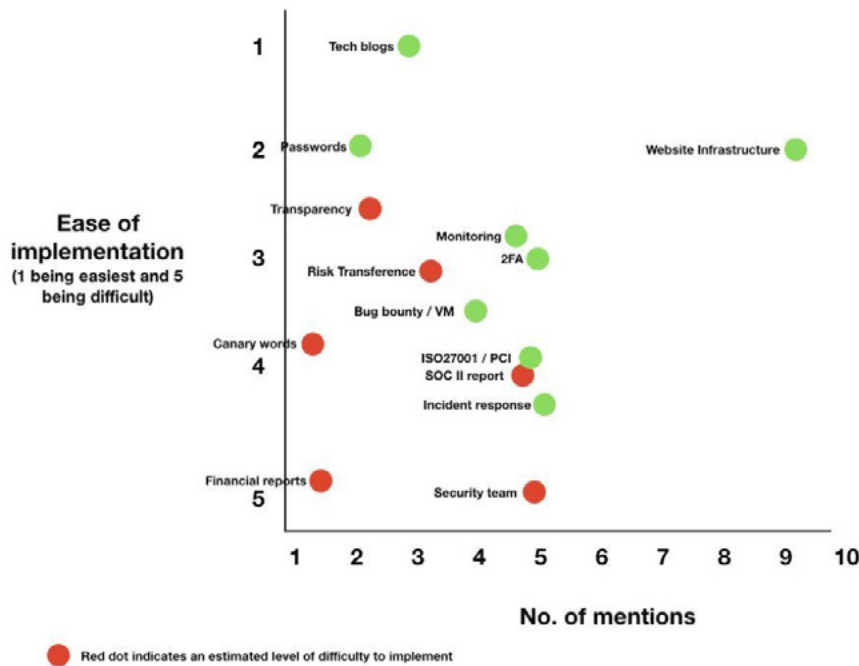 1
Tech blogs
Passwords
2
Website Infrastructure
Transparency
Ease of
implementation
(1 being easiest and 5
being difficult)
Monitoring
3
2FA
Risk Transference
Bug bounty / VM
Canary words
4
ISO27001 / PCI
SOC II report
Incident response
Financial reports
5
Security team
1 2 3 4 5 6 7 8 9 10
No. of mentions
Red dot indicates an estimated level of difficulty to implement